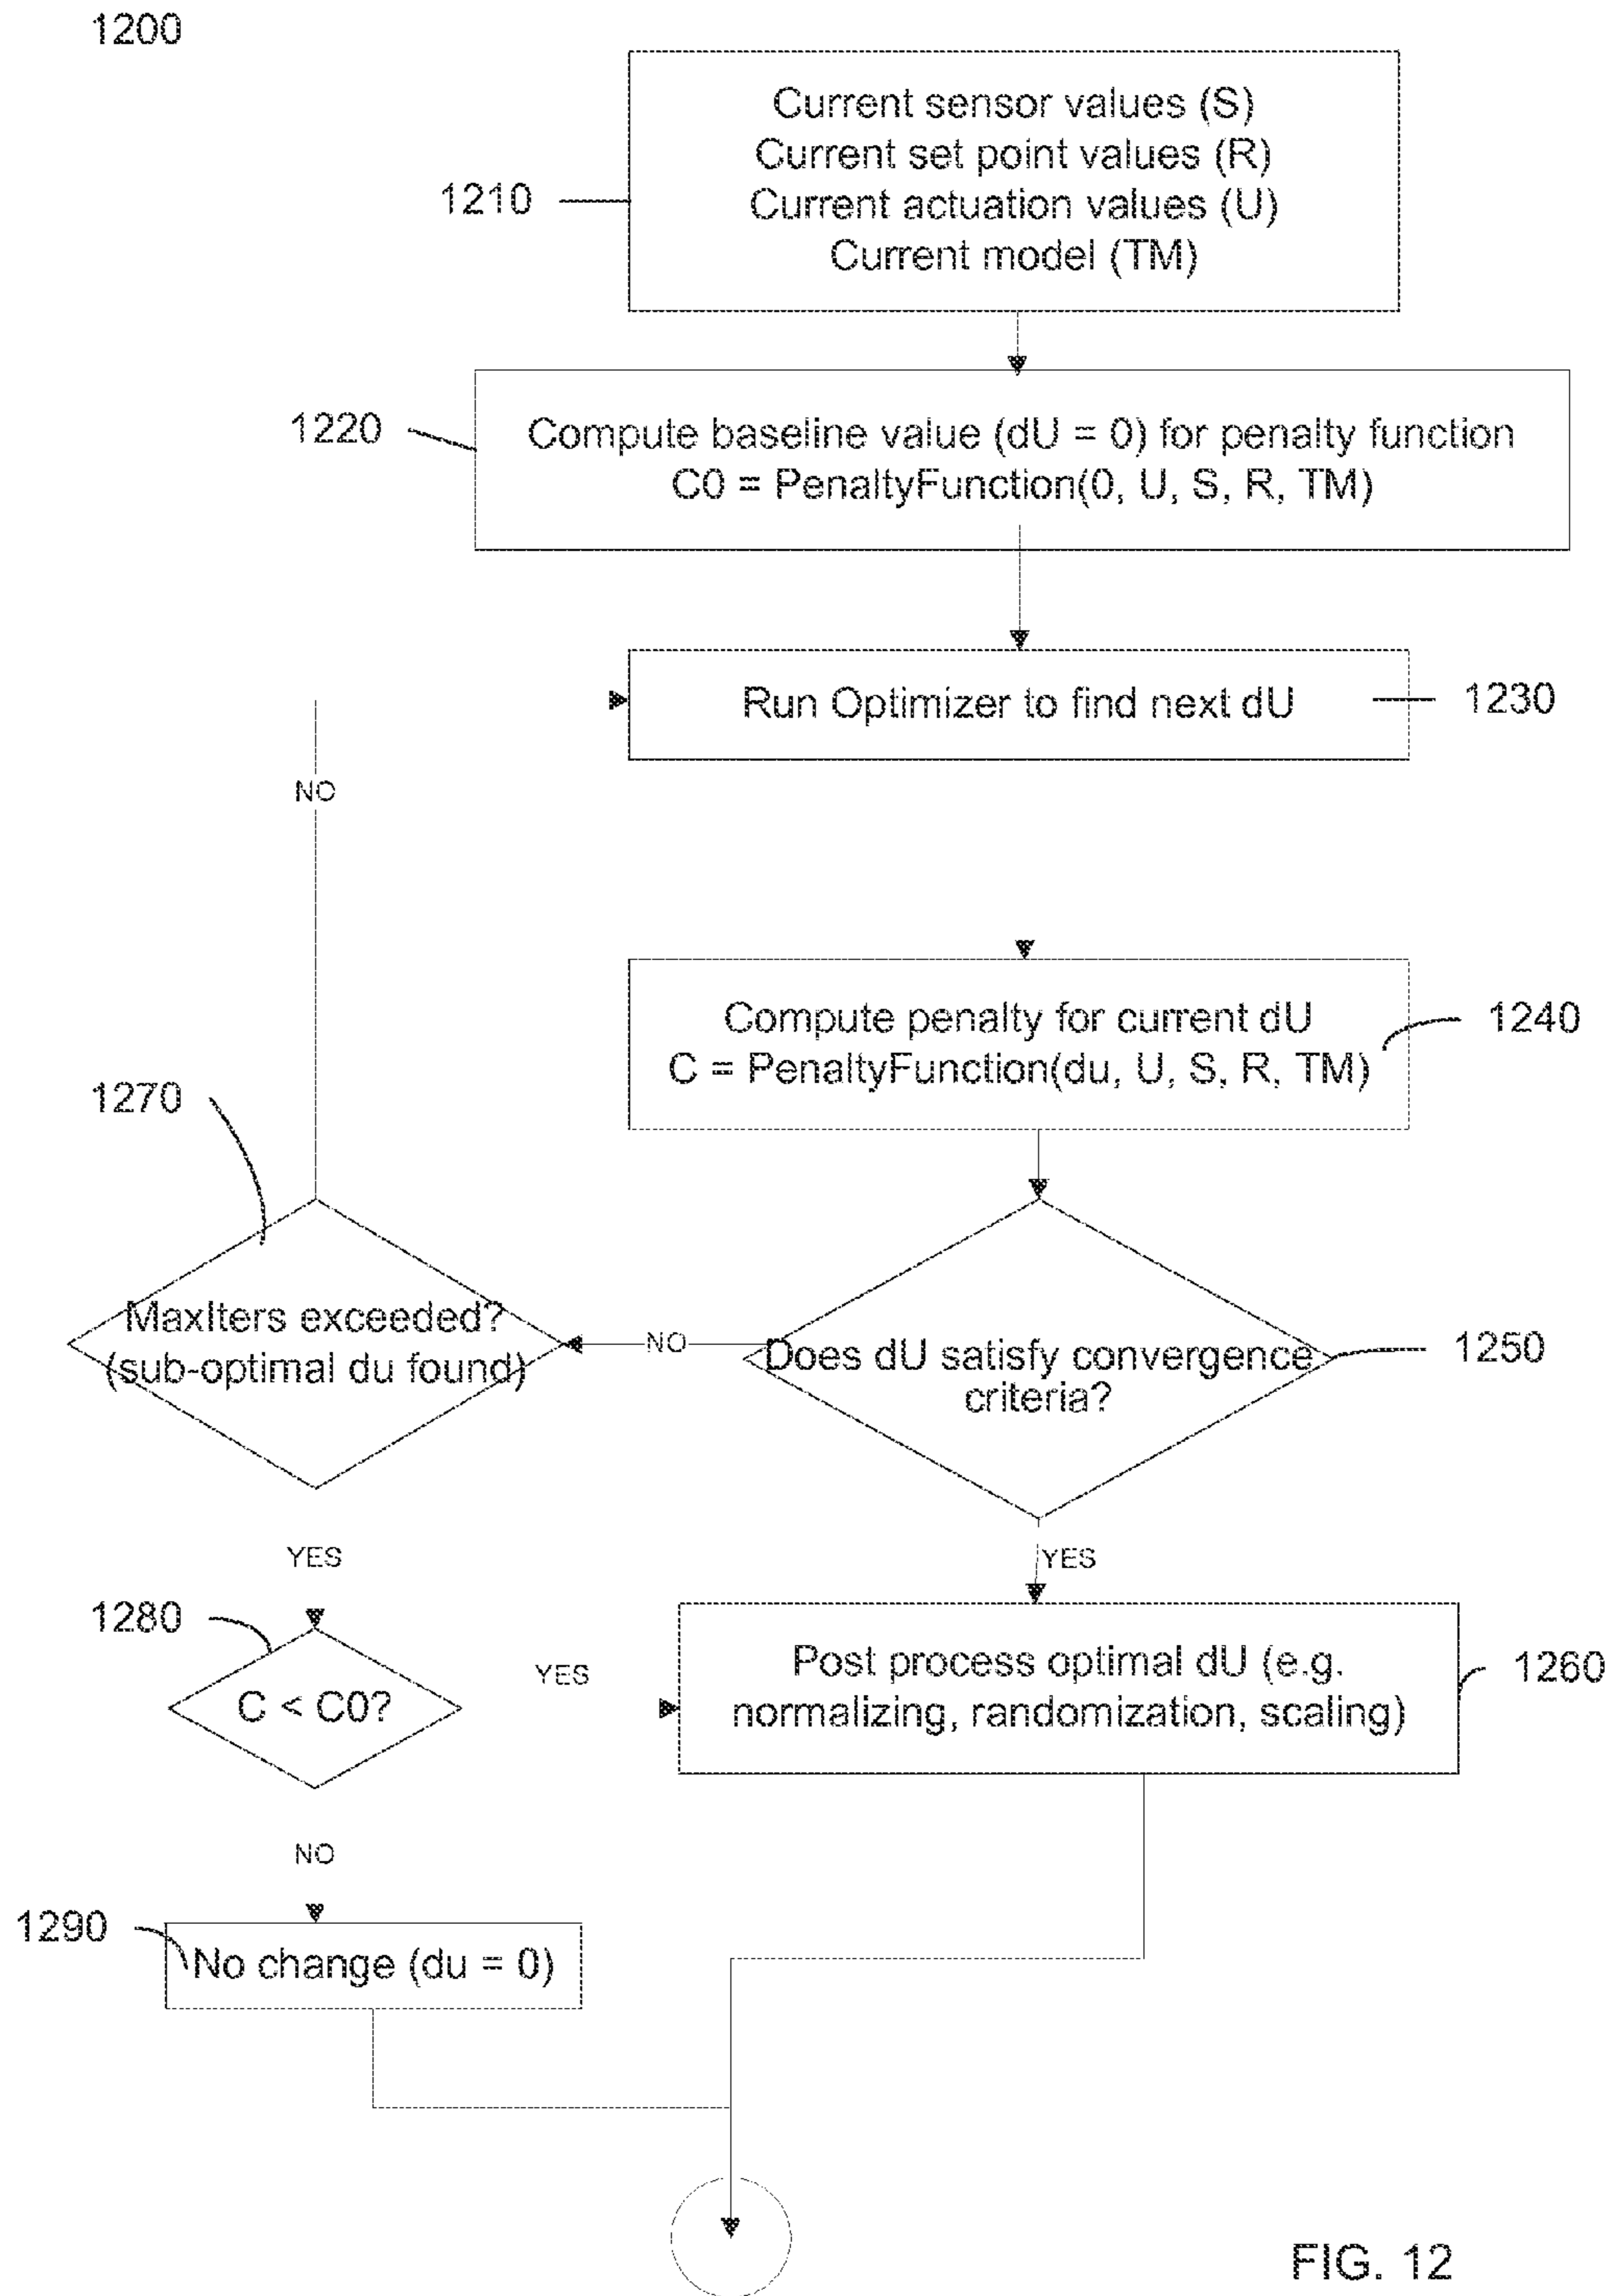 1200
Current sensor values (S)
Current set point values (R)
1210
Current actuation values (U)
Current model (TM)
1220
Compute baseline value (dU = 0) for penalty function
C0 = PenaltyFunction(0, U, S, R, TM)
Run Optimizer to find next dU
1230
NO
Compute penalty for current dU
C = PenaltyFunction(du, U, S, R, TM)
1240
1270
MaxIters exceeded?
(sub-optimal du found)
NO
Does dU satisfy convergence
criteria?
1250
YES
YES
1280
C < C0?
YES
Post process optimal dU (e.g.
normalizing, randomization, scaling)
1260
NO
1290
No change (du = 0)
FIG. 12